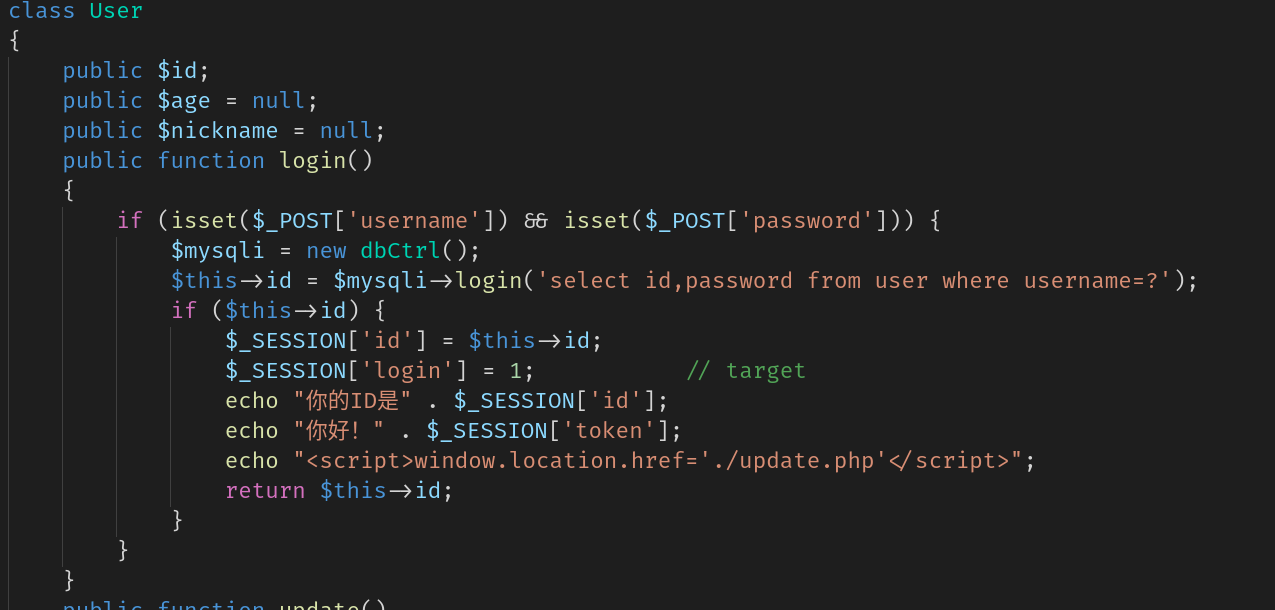 class User
{
    public $id;
    public $age = null;
    public $nickname = null;
    public function login()
    {
        if (isset($_POST['username']) && isset($_POST['password'])) {
            $mysqli = new dbCtrl();
            $this->id = $mysqli->login('select id,password from user where username=?');
            if ($this->id) {
                $_SESSION['id'] = $this->id;
                $_SESSION['login'] = 1;           // target
                echo "你的ID是" . $_SESSION['id'];
                echo "你好！" . $_SESSION['token'];
                echo "<script>window.location.href='./update.php'</script>";
                return $this->id;
            }
        }
    }
    public function update()